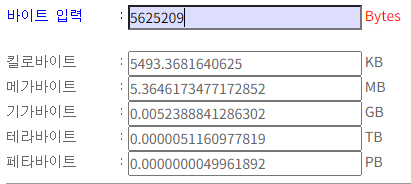 바이트 입력 : 5625209 Bytes
킬로바이트 : 5493.3681640625 KB
메가바이트 : 5.3646173477172852 MB
기가바이트 : 0.0052388841286302 GB
테라바이트 : 0.0000051160977819 TB
페타바이트 : 0.0000000049961892 PB